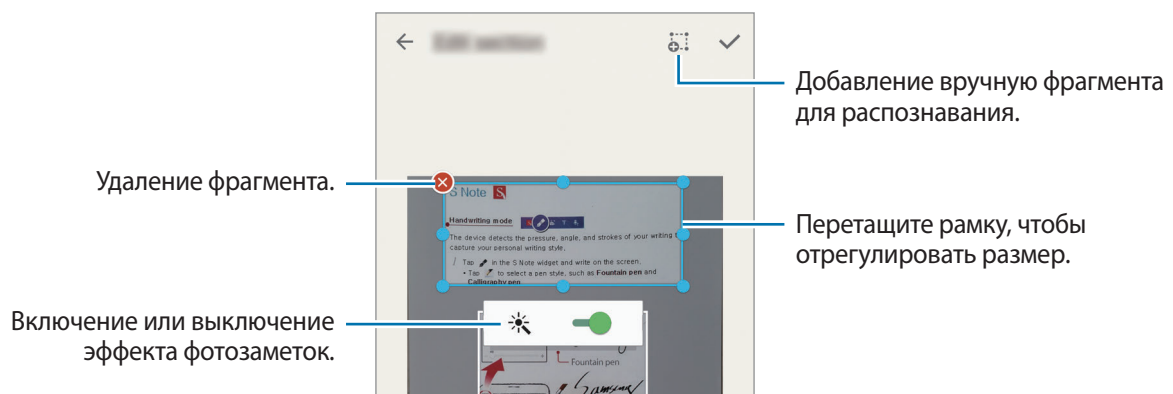 Добавление вручную фрагмента
для распознавания.
Удаление фрагмента.
S Note
Handwriting mode
The device detects the pressure, angle, and strokes of your writing
capture your personal writing style.
Tap in the S Note widget and write on the screen.
• Tap to select a pen style, such as Fountain pen and
Calligraphy pen
Перетащите рамку, чтобы
отрегулировать размер.
Включение или выключение
эффекта фотозаметок.
Fountain pen
Samsung